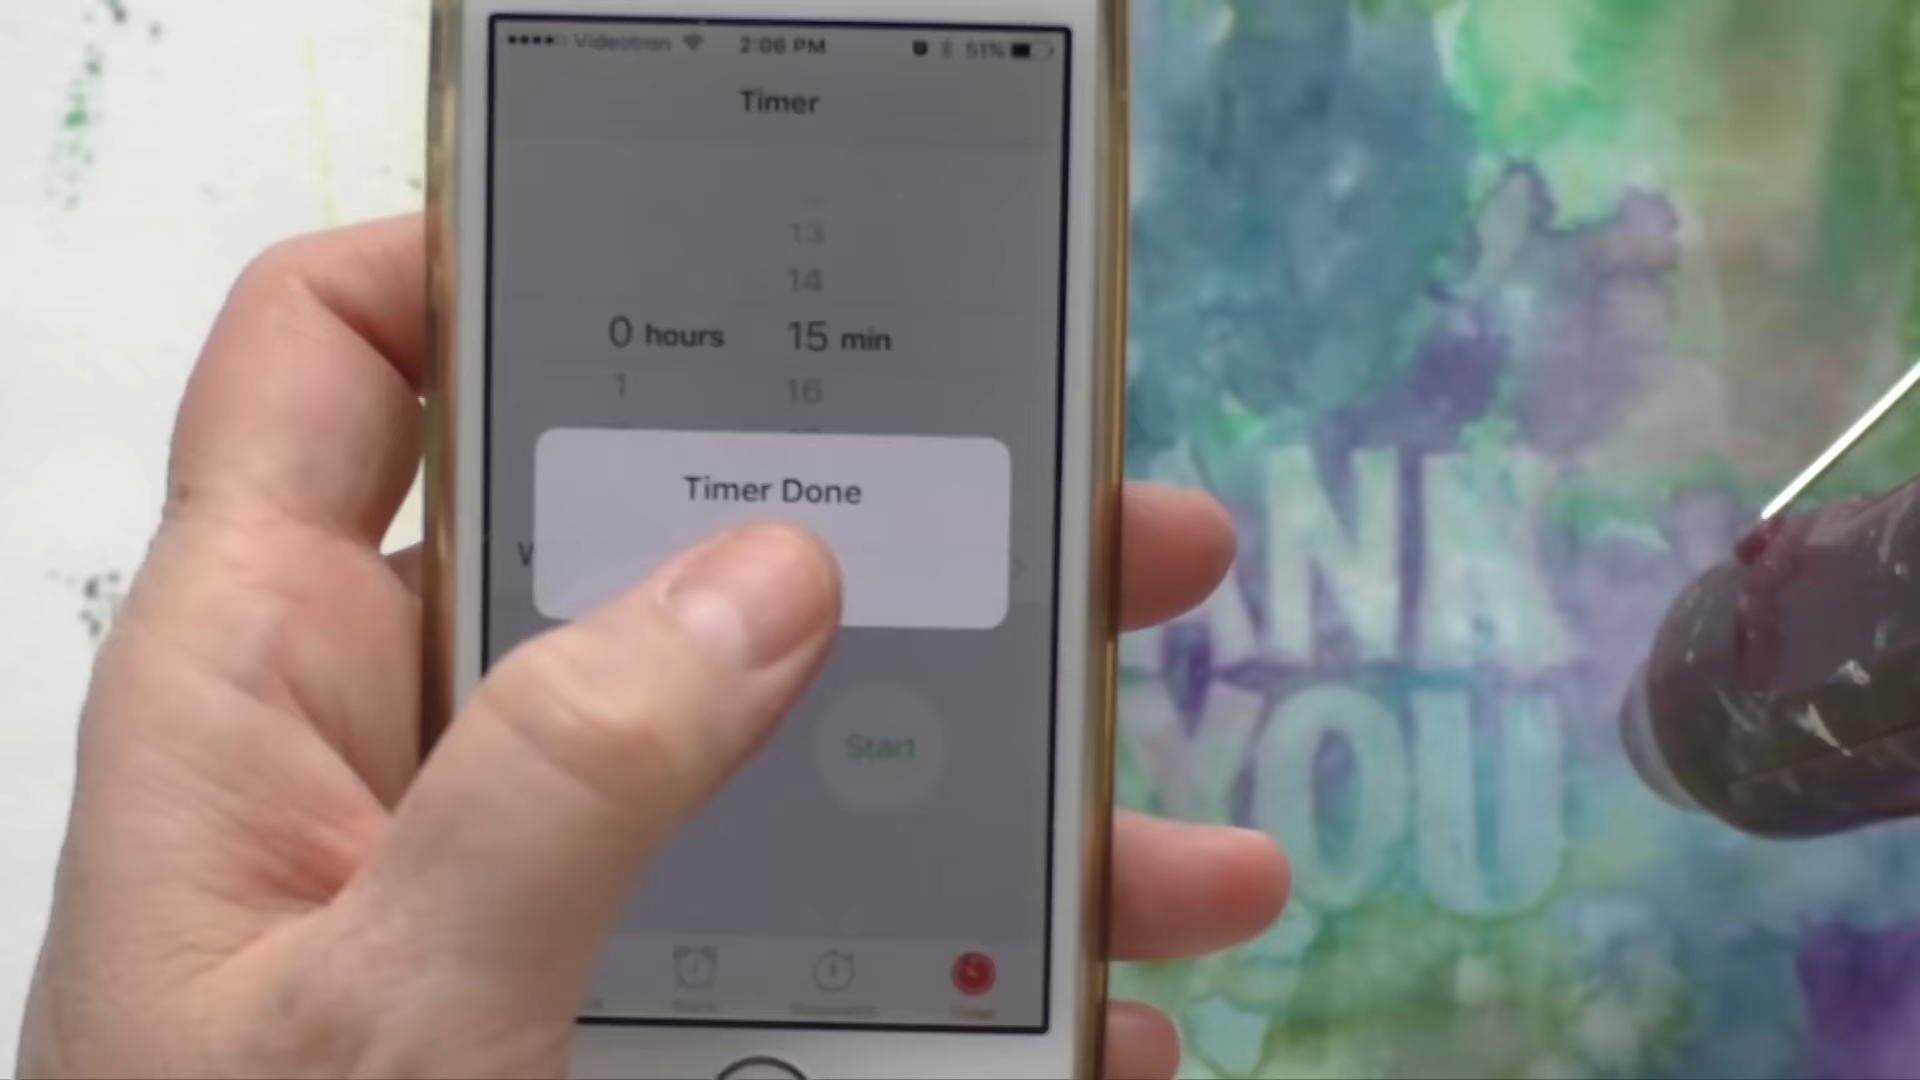 Videotron 2:06 PM 51%
Timer
13
14
0 hours 15 min
1 16
Timer Done
W
Start
ANK
YOU